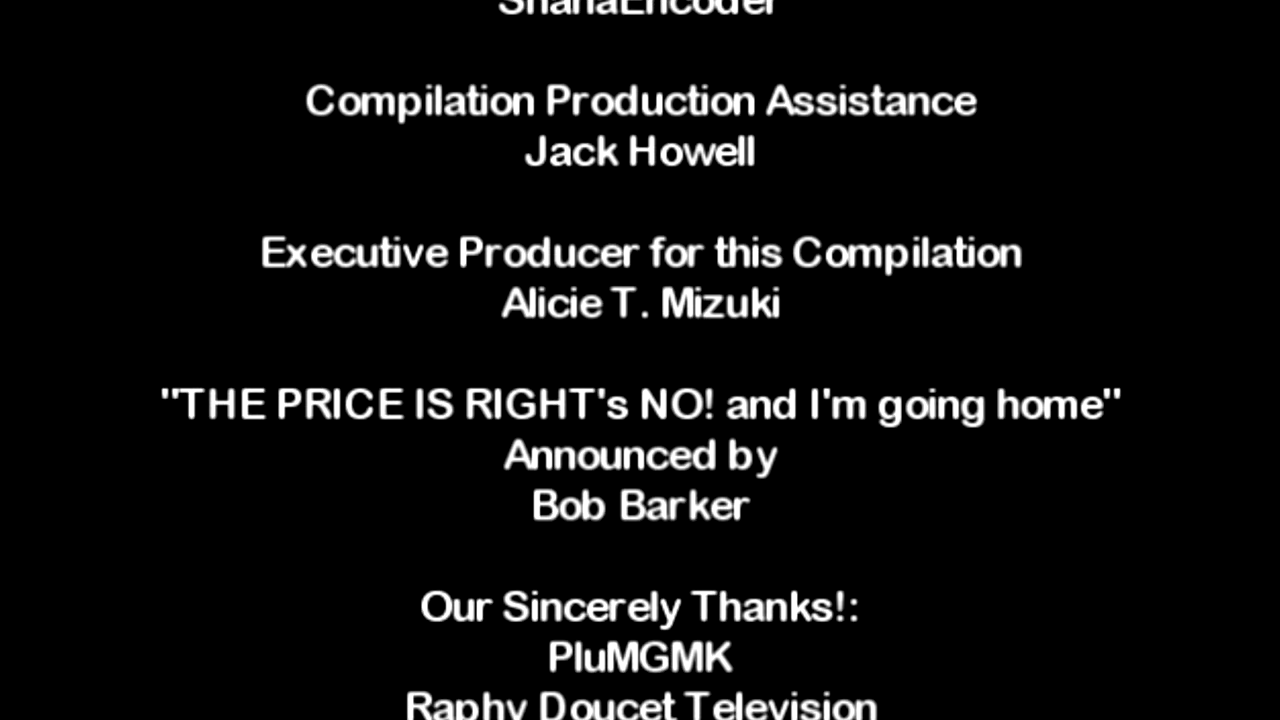 ShanaEncoder
Compilation Production Assistance
Jack Howell
Executive Producer for this Compilation
Alicie T. Mizuki
"THE PRICE IS RIGHT's NO! and I'm going home"
Announced by
Bob Barker
Our Sincerely Thanks!:
PluMGMK
Raphy Doucet Television